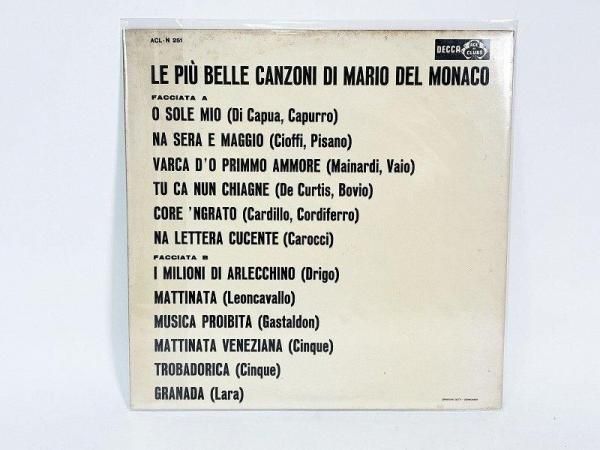 ACL-N 251
DECCA ACE OF CLUBS
LE PIÙ BELLE CANZONI DI MARIO DEL MONACO
FACCIATA A
O SOLE MIO (Di Capua, Capurro)
NA SERA E MAGGIO (Cioffi, Pisano)
VARCA D'O PRIMMO AMMORE (Mainardi, Vaio)
TU CA NUN CHIAGNE (De Curtis, Bovio)
CORE 'NGRATO (Cardillo, Cordiferro)
NA LETTERA CUCENTE (Carocci)
FACCIATA B
I MILIONI DI ARLECCHINO (Drigo)
MATTINATA (Leoncavallo)
MUSICA PROIBITA (Gastaldon)
MATTINATA VENEZIANA (Cinque)
TROBADORICA (Cinque)
GRANADA (Lara)